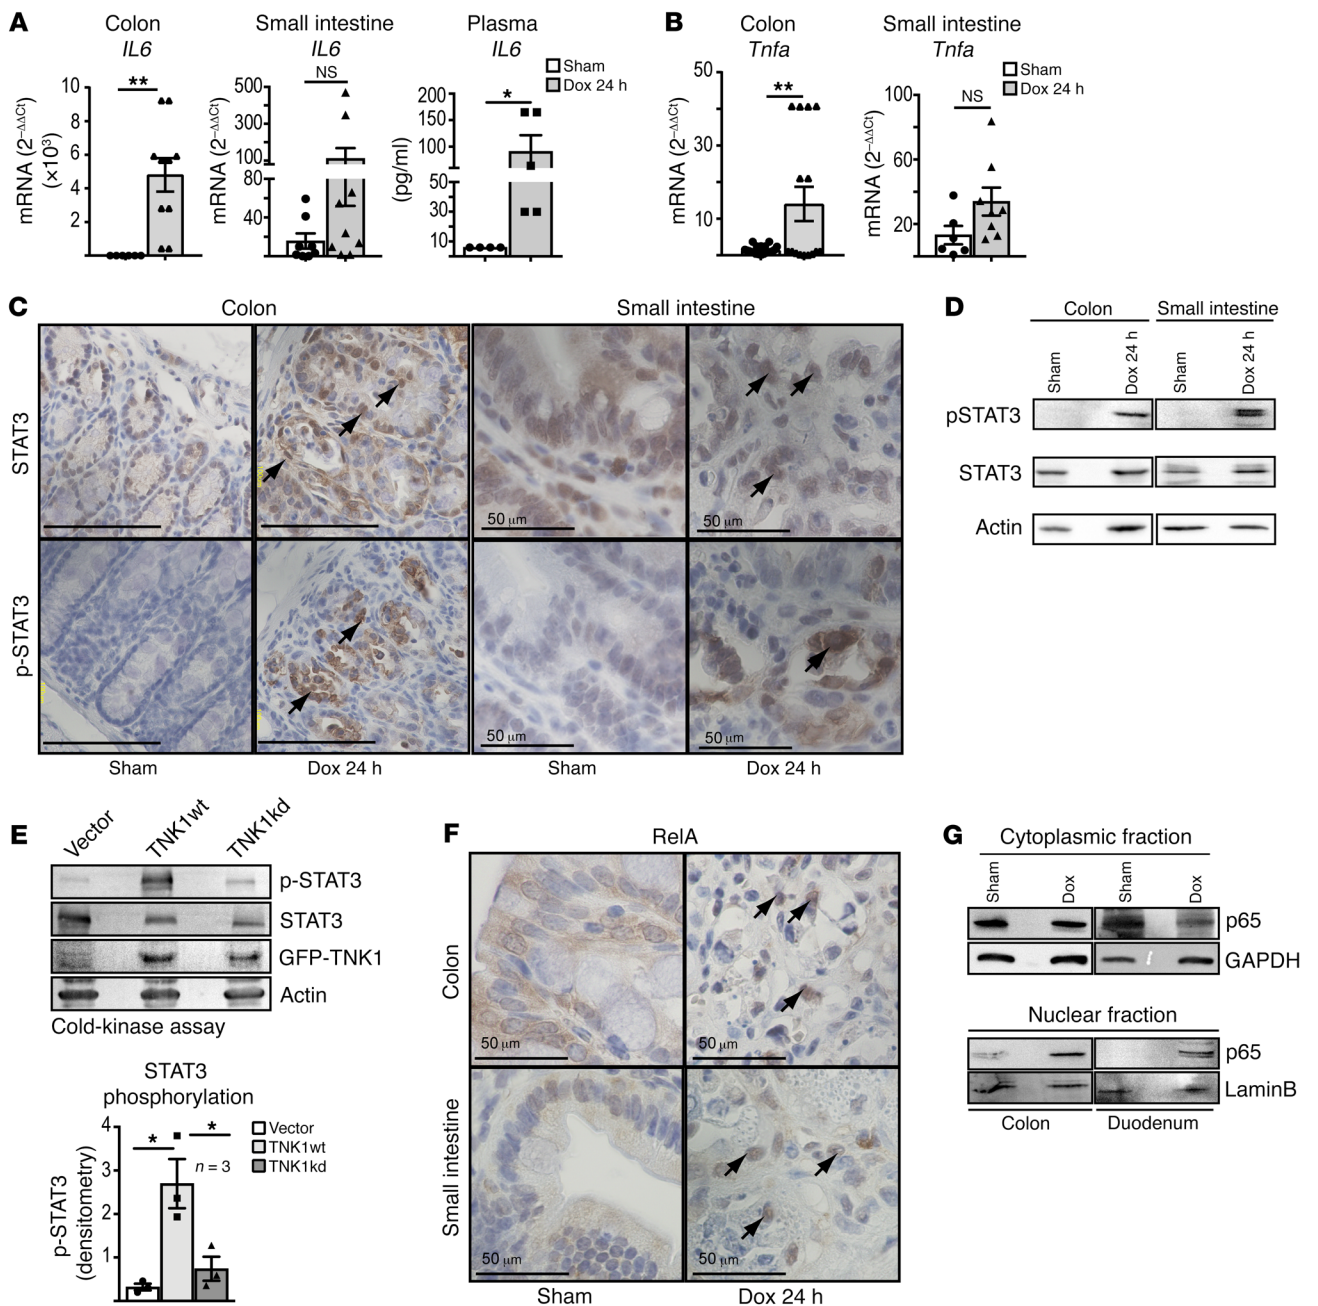 A
Colon
IL6
**
mRNA (2−ΔΔCt)
(×10³)
10
8
6
4
2
Small intestine
IL6
NS
mRNA (2−ΔΔCt)
500
300
100
80
40
Plasma
IL6
*
(pg/ml)
200
150
100
50
30
10
Sham
Dox 24 h
B
Colon
Tnfa
**
mRNA (2−ΔΔCt)
50
30
10
Small intestine
Tnfa
NS
mRNA (2−ΔΔCt)
100
60
20
Sham
Dox 24 h
C
Colon
Small intestine
STAT3
50 μm
50 μm
p-STAT3
50 μm
50 μm
Sham
Dox 24 h
Sham
Dox 24 h
D
Colon
Small intestine
Sham
Dox 24 h
Sham
Dox 24 h
pSTAT3
STAT3
Actin
E
Vector
TNK1wt
TNK1kd
p-STAT3
STAT3
GFP-TNK1
Actin
Cold-kinase assay
STAT3
phosphorylation
p-STAT3
(densitometry)
4
3
2
1
*
*
n = 3
Vector
TNK1wt
TNK1kd
F
RelA
Colon
50 μm
50 μm
Small intestine
50 μm
50 μm
Sham
Dox 24 h
G
Cytoplasmic fraction
Sham
Dox
Sham
Dox
p65
GAPDH
Nuclear fraction
p65
LaminB
Colon
Duodenum